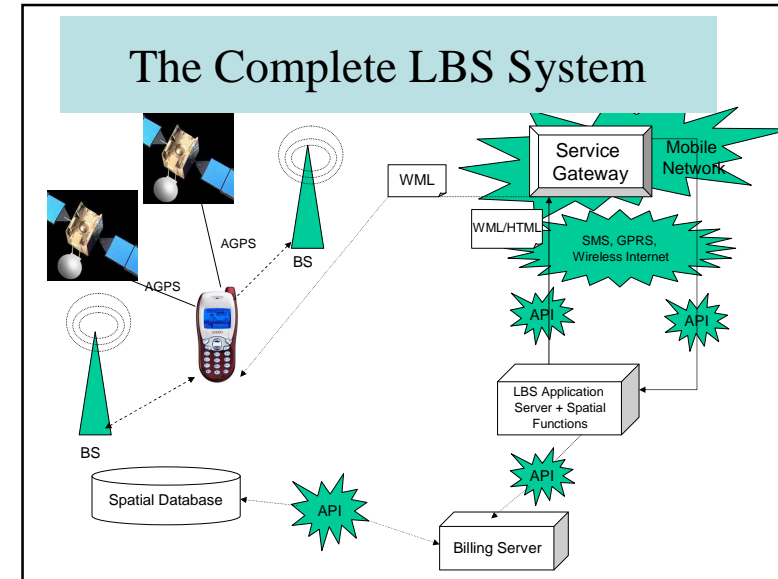 The Complete LBS System
Service
Gateway
Mobile
Network
WML
WML/HTML
SMS, GPRS,
Wireless Internet
AGPS
BS
AGPS
API
API
LBS Application
Server + Spatial
Functions
BS
API
Spatial Database
API
Billing Server